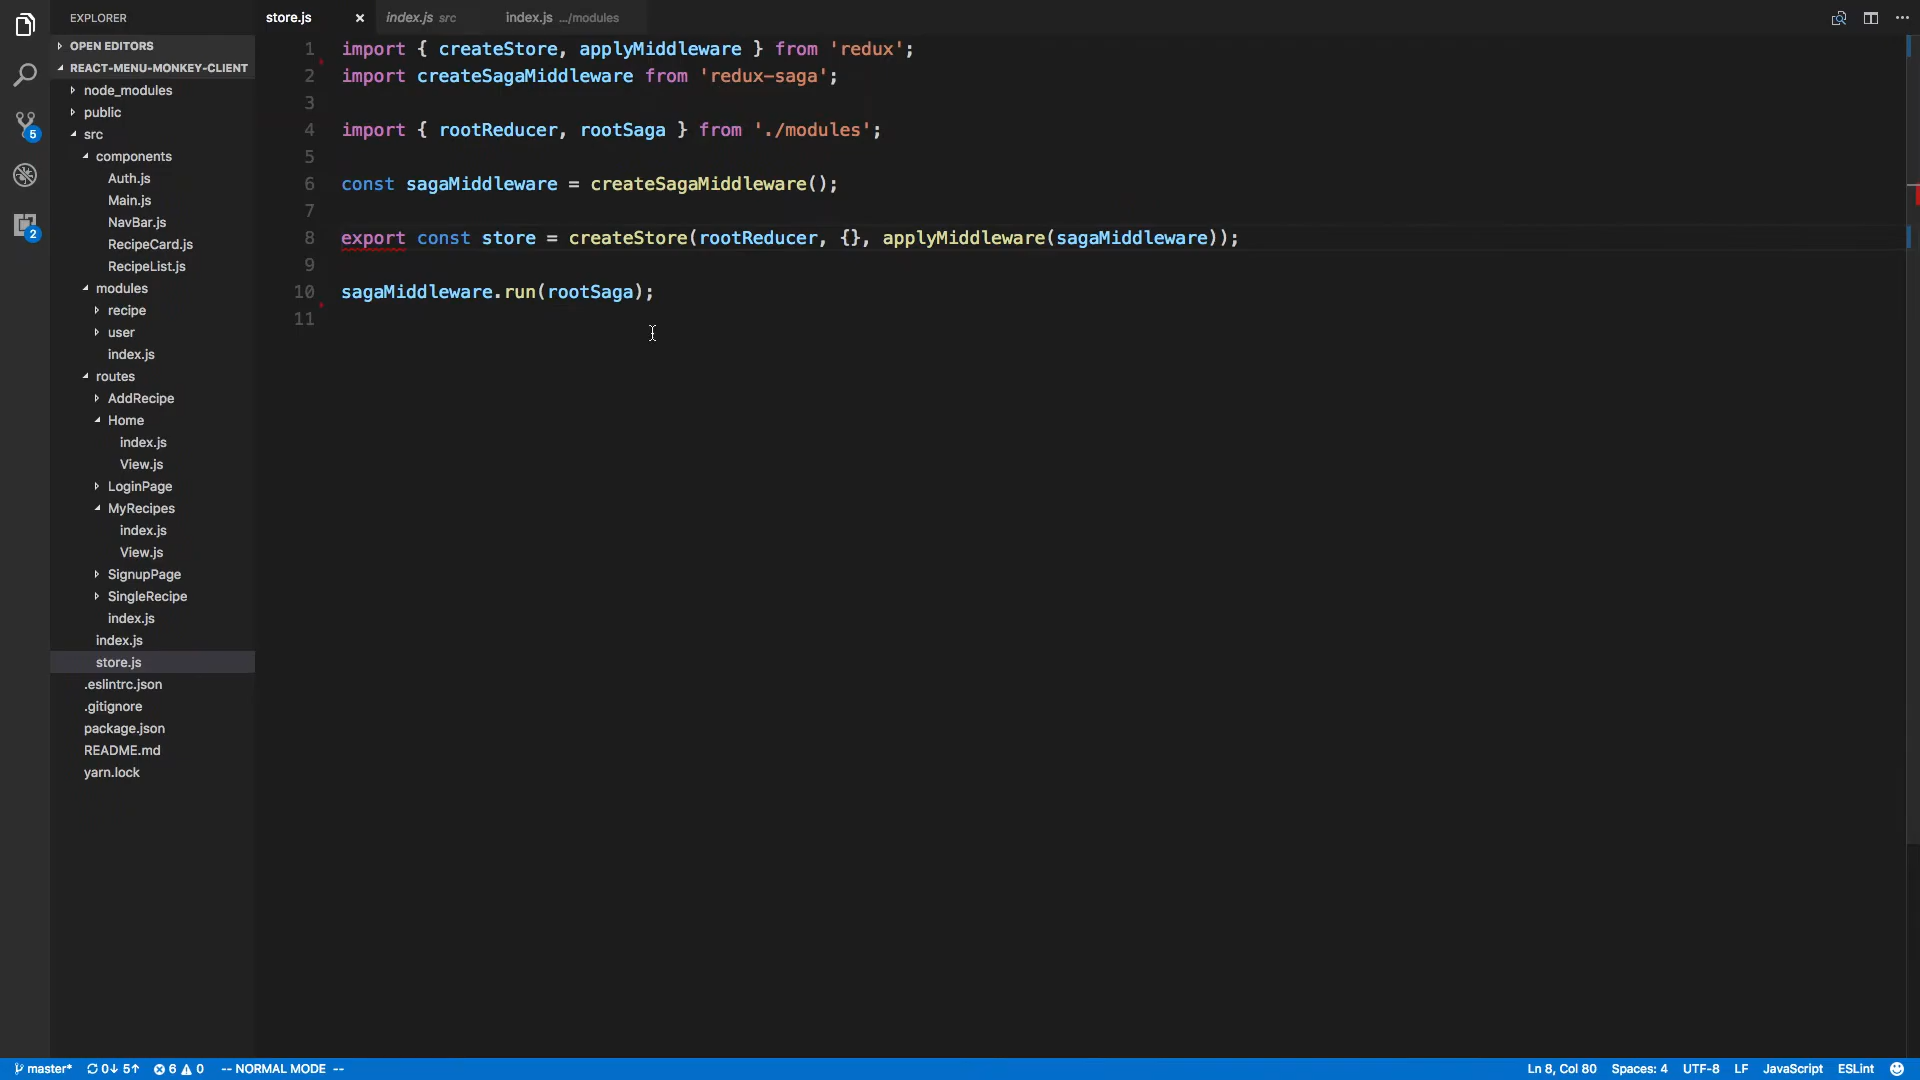 EXPLORER
OPEN EDITORS
REACT-MENU-MONKEY-CLIENT
node_modules
public
src
components
Auth.js
Main.js
NavBar.js
RecipeCard.js
RecipeList.js
modules
recipe
user
index.js
routes
AddRecipe
Home
index.js
View.js
LoginPage
MyRecipes
index.js
View.js
SignupPage
SingleRecipe
index.js
index.js
store.js
.eslintrc.json
.gitignore
package.json
README.md
yarn.lock
5
2
store.js × index.js src index.js .../modules
1 import { createStore, applyMiddleware } from 'redux';
2 import createSagaMiddleware from 'redux-saga';
3
4 import { rootReducer, rootSaga } from './modules';
5
6 const sagaMiddleware = createSagaMiddleware();
7
8 export const store = createStore(rootReducer, {}, applyMiddleware(sagaMiddleware));
9
10 sagaMiddleware.run(rootSaga);
11
master* 0↓ 5↑ 6 0 -- NORMAL MODE -- Ln 8, Col 80 Spaces: 4 UTF-8 LF JavaScript ESLint